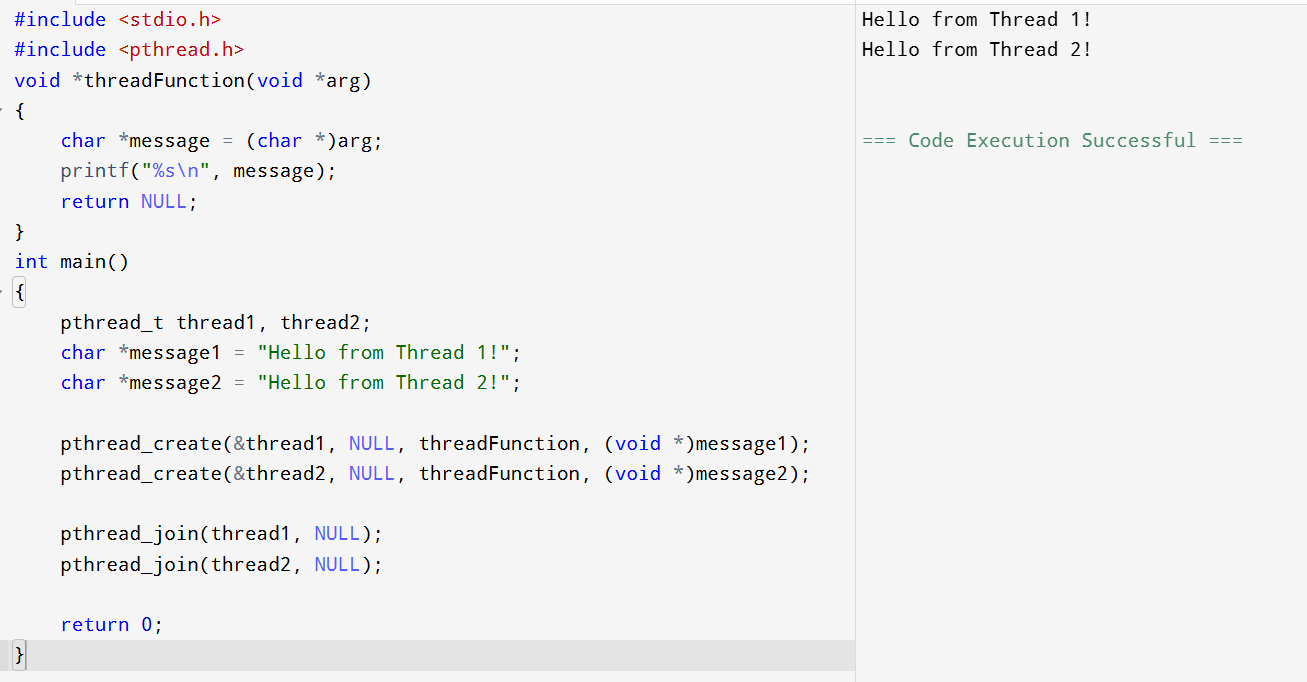 #include <stdio.h>
#include <pthread.h>
void *threadFunction(void *arg)
{
    char *message = (char *)arg;
    printf("%s\n", message);
    return NULL;
}
int main()
{
    pthread_t thread1, thread2;
    char *message1 = "Hello from Thread 1!";
    char *message2 = "Hello from Thread 2!";

    pthread_create(&thread1, NULL, threadFunction, (void *)message1);
    pthread_create(&thread2, NULL, threadFunction, (void *)message2);

    pthread_join(thread1, NULL);
    pthread_join(thread2, NULL);

    return 0;
}
Hello from Thread 1!
Hello from Thread 2!

=== Code Execution Successful ===